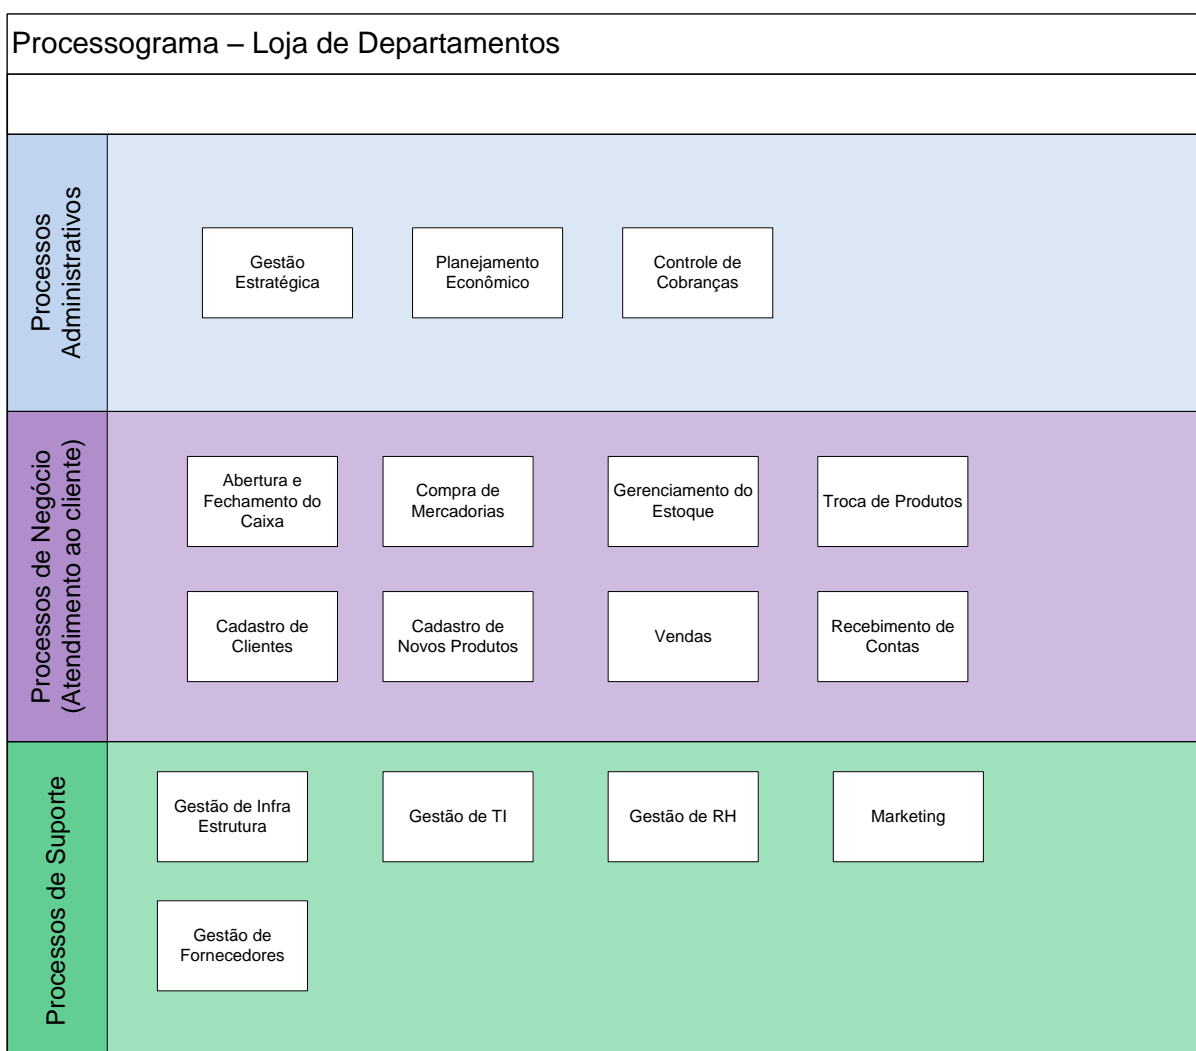 Processograma – Loja de Departamentos
Processos
Administrativos
Gestão
Estratégica
Planejamento
Econômico
Controle de
Cobranças
Processos de Negócio
(Atendimento ao cliente)
Abertura e
Fechamento do
Caixa
Compra de
Mercadorias
Gerenciamento do
Estoque
Troca de Produtos
Cadastro de
Clientes
Cadastro de
Novos Produtos
Vendas
Recebimento de
Contas
Processos de Suporte
Gestão de Infra
Estrutura
Gestão de TI
Gestão de RH
Marketing
Gestão de
Fornecedores